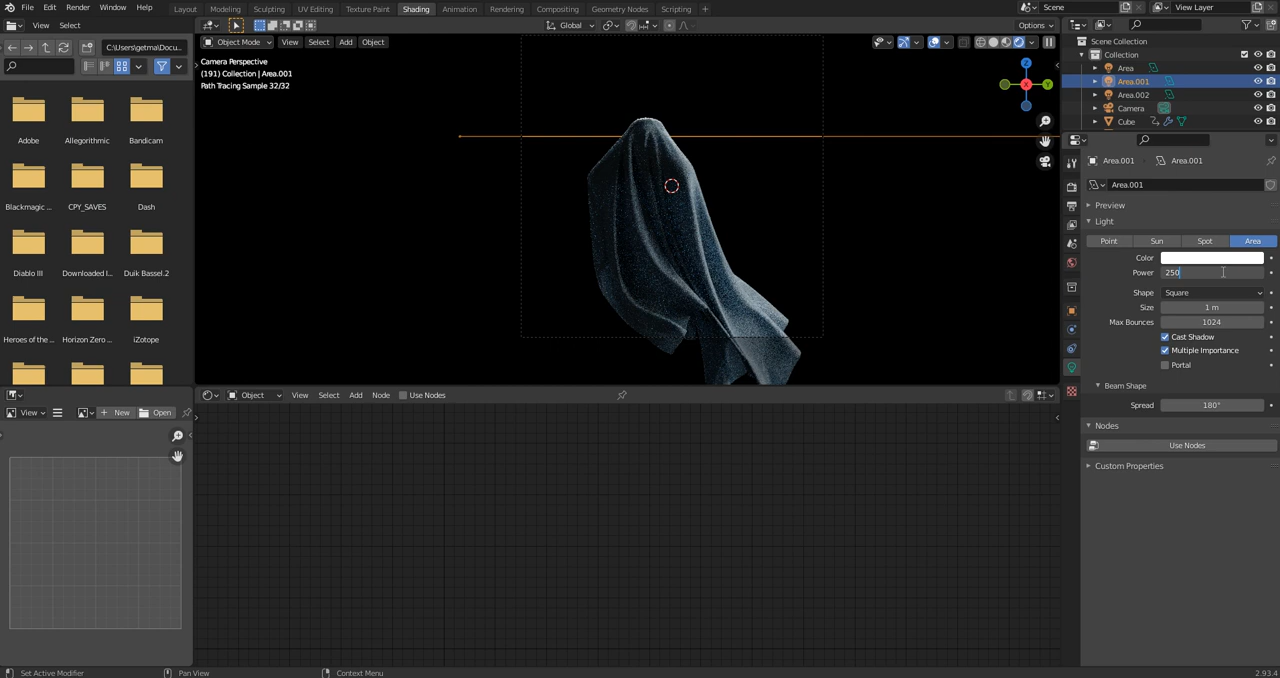 File Edit Render Window Help Layout Modeling Sculpting UV Editing Texture Paint Shading Animation Rendering Compositing Geometry Nodes Scripting + Scene View Layer
View Select Global Options
C:\Users\getma\Docu... Object Mode View Select Add Object
Camera Perspective
(191) Collection | Area.001
Path Tracing Sample 32/32
Z
X
Y
Adobe Allegorithmic Bandicam
Blackmagic ... CPY_SAVES Dash
Diablo III Downloaded I... Duik Bassel.2
Heroes of the ... Horizon Zero ... iZotope
View + New Open
Object View Select Add Node Use Nodes
Scene Collection
Collection
Area
Area.001
Area.002
Camera
Cube
Area.001 Area.001
Area.001
Preview
Light
Point Sun Spot Area
Color
Power 250
Shape Square
Size 1 m
Max Bounces 1024
Cast Shadow
Multiple Importance
Portal
Beam Shape
Spread 180°
Nodes
Use Nodes
Custom Properties
Set Active Modifier Pan View Context Menu 2.93.4